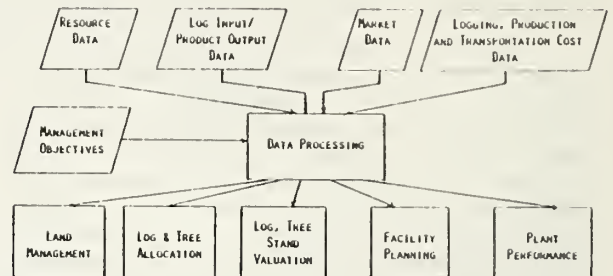 RESOURCE
DATA
LOG INPUT/
PRODUCT OUTPUT
DATA
MARKET
DATA
LOGGING, PRODUCTION
AND TRANSPORTATION COST
DATA
MANAGEMENT
OBJECTIVES
DATA PROCESSING
LAND
MANAGEMENT
LOG & TREE
ALLOCATION
LOG, TREE
STAND
VALUATION
FACILITY
PLANNING
PLANT
PERFORMANCE